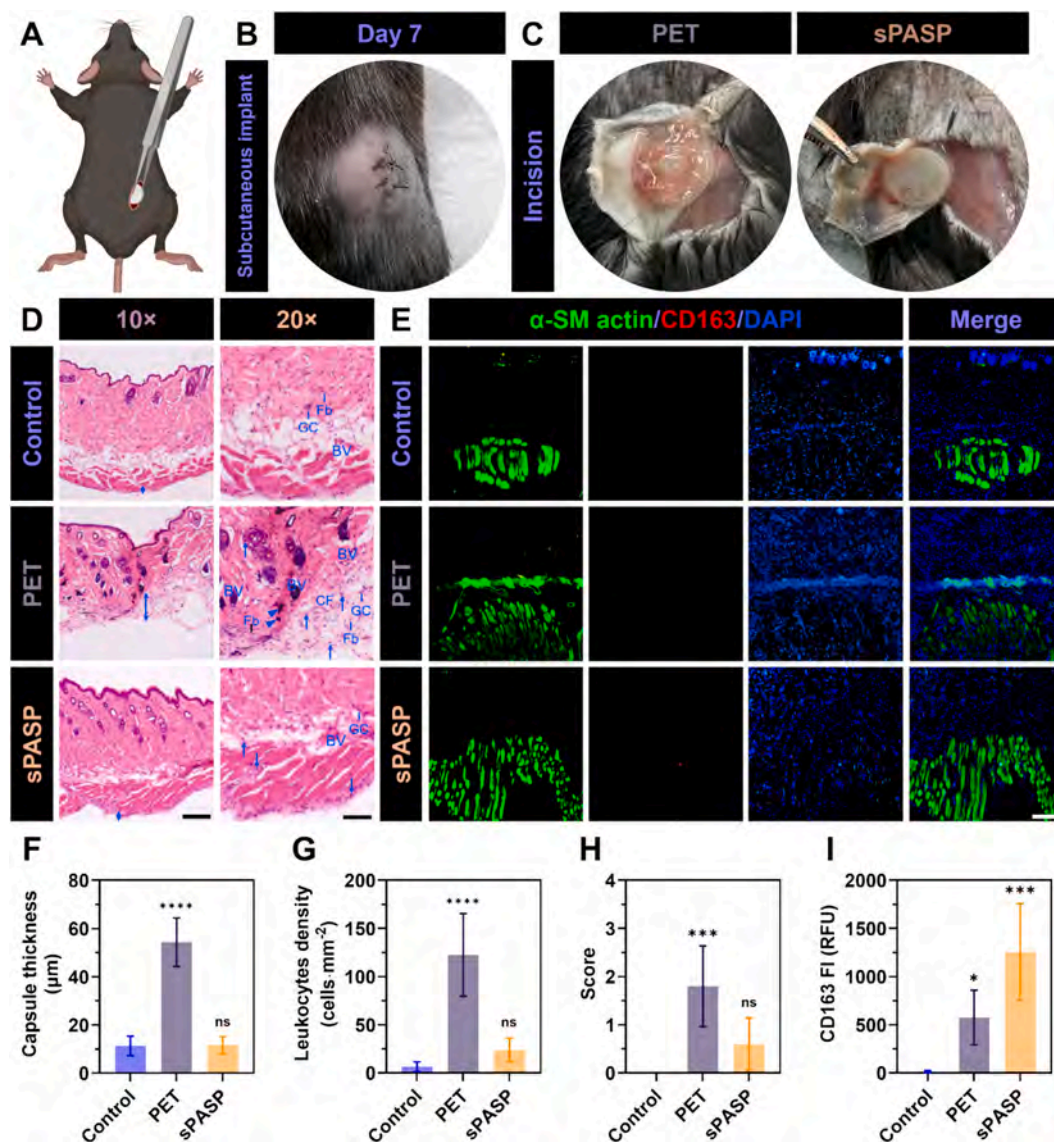 A
B
Day 7
C
PET
sPASP
Subcutaneous implant
Incision
D
10×
20×
E
α-SM actin/CD163/DAPI
Merge
Control
Fb
GC
BV
PET
BV
BV
BV
CF
GC
Fb
Fb
sPASP
GC
BV
F
Capsule thickness
(μm)
80
60
40
20
0
****
ns
Control
PET
sPASP
G
Leukocytes density
(cells·mm-2)
200
150
100
50
0
****
ns
Control
PET
sPASP
H
Score
4
3
2
1
0
***
ns
Control
PET
sPASP
I
CD163 FI (RFU)
2000
1500
1000
500
0
*
***
Control
PET
sPASP